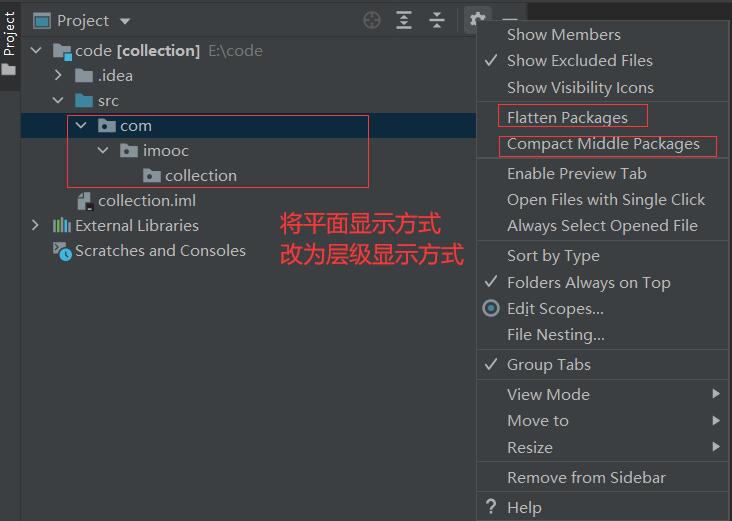 Project
Project
code [collection] E:\code
.idea
src
com
imooc
collection
collection.iml
External Libraries
Scratches and Consoles
将平面显示方式
改为层级显示方式
Show Members
Show Excluded Files
Show Visibility Icons
Flatten Packages
Compact Middle Packages
Enable Preview Tab
Open Files with Single Click
Always Select Opened File
Sort by Type
Folders Always on Top
Edit Scopes...
File Nesting...
Group Tabs
View Mode
Move to
Resize
Remove from Sidebar
? Help